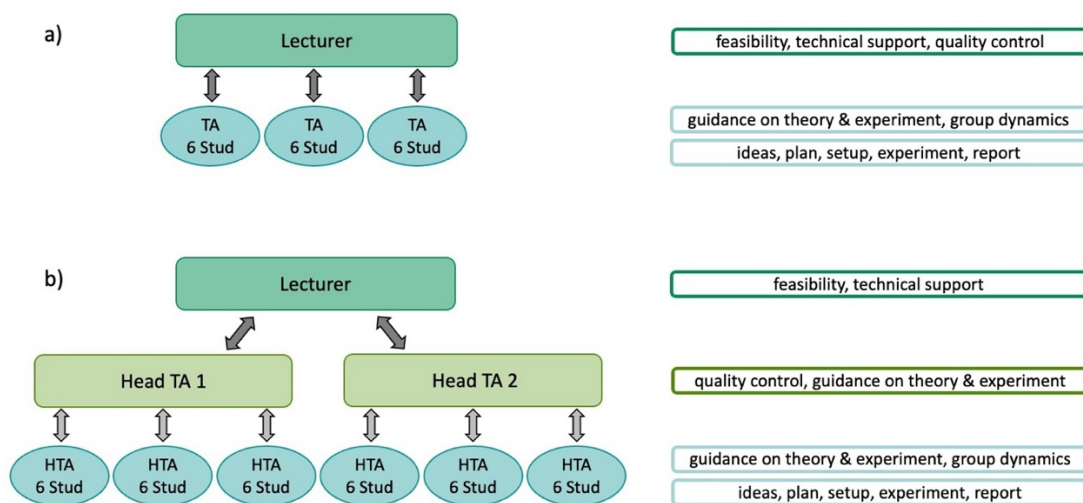 a)
Lecturer
feasibility, technical support, quality control
TA
6 Stud
TA
6 Stud
TA
6 Stud
guidance on theory & experiment, group dynamics
ideas, plan, setup, experiment, report
b)
Lecturer
feasibility, technical support
Head TA 1
Head TA 2
quality control, guidance on theory & experiment
HTA
6 Stud
HTA
6 Stud
HTA
6 Stud
HTA
6 Stud
HTA
6 Stud
HTA
6 Stud
guidance on theory & experiment, group dynamics
ideas, plan, setup, experiment, report